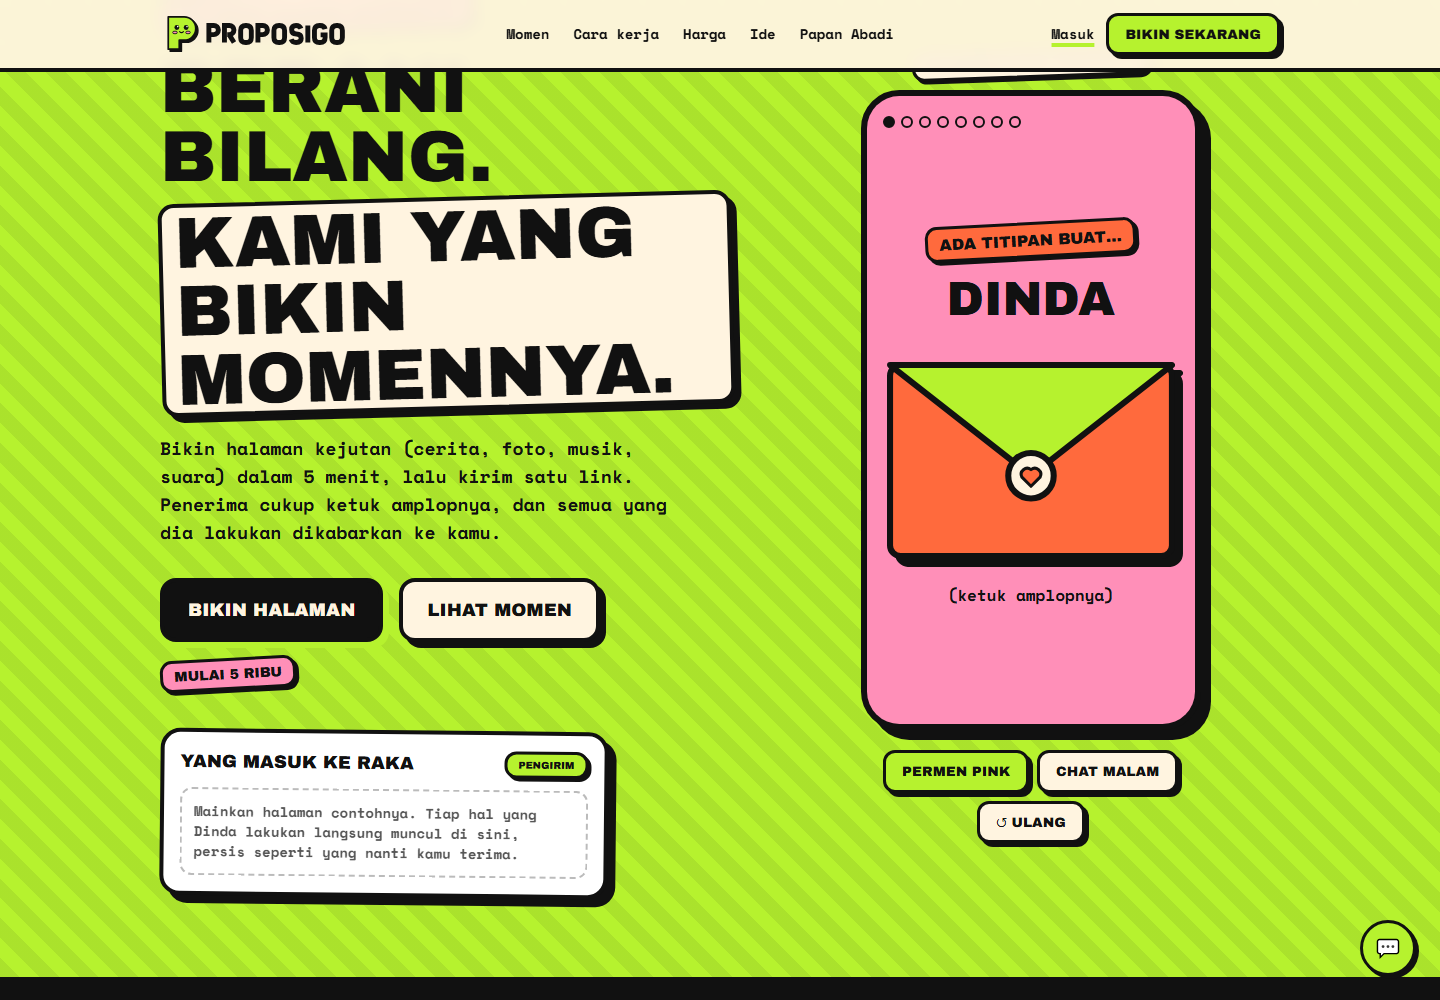 PROPOSIGO
Momen
Cara kerja
Harga
Ide
Papan Abadi
Masuk
BIKIN SEKARANG
BERANI
BILANG.
KAMI YANG
BIKIN
MOMENNYA.
Bikin halaman kejutan (cerita, foto, musik,
suara) dalam 5 menit, lalu kirim satu link.
Penerima cukup ketuk amplopnya, dan semua yang
dia lakukan dikabarkan ke kamu.
BIKIN HALAMAN
LIHAT MOMEN
MULAI 5 RIBU
YANG MASUK KE RAKA
PENGIRIM
Mainkan halaman contohnya. Tiap hal yang
Dinda lakukan langsung muncul di sini,
persis seperti yang nanti kamu terima.
ADA TITIPAN BUAT...
DINDA
(ketuk amplopnya)
PERMEN PINK
CHAT MALAM
↺ ULANG